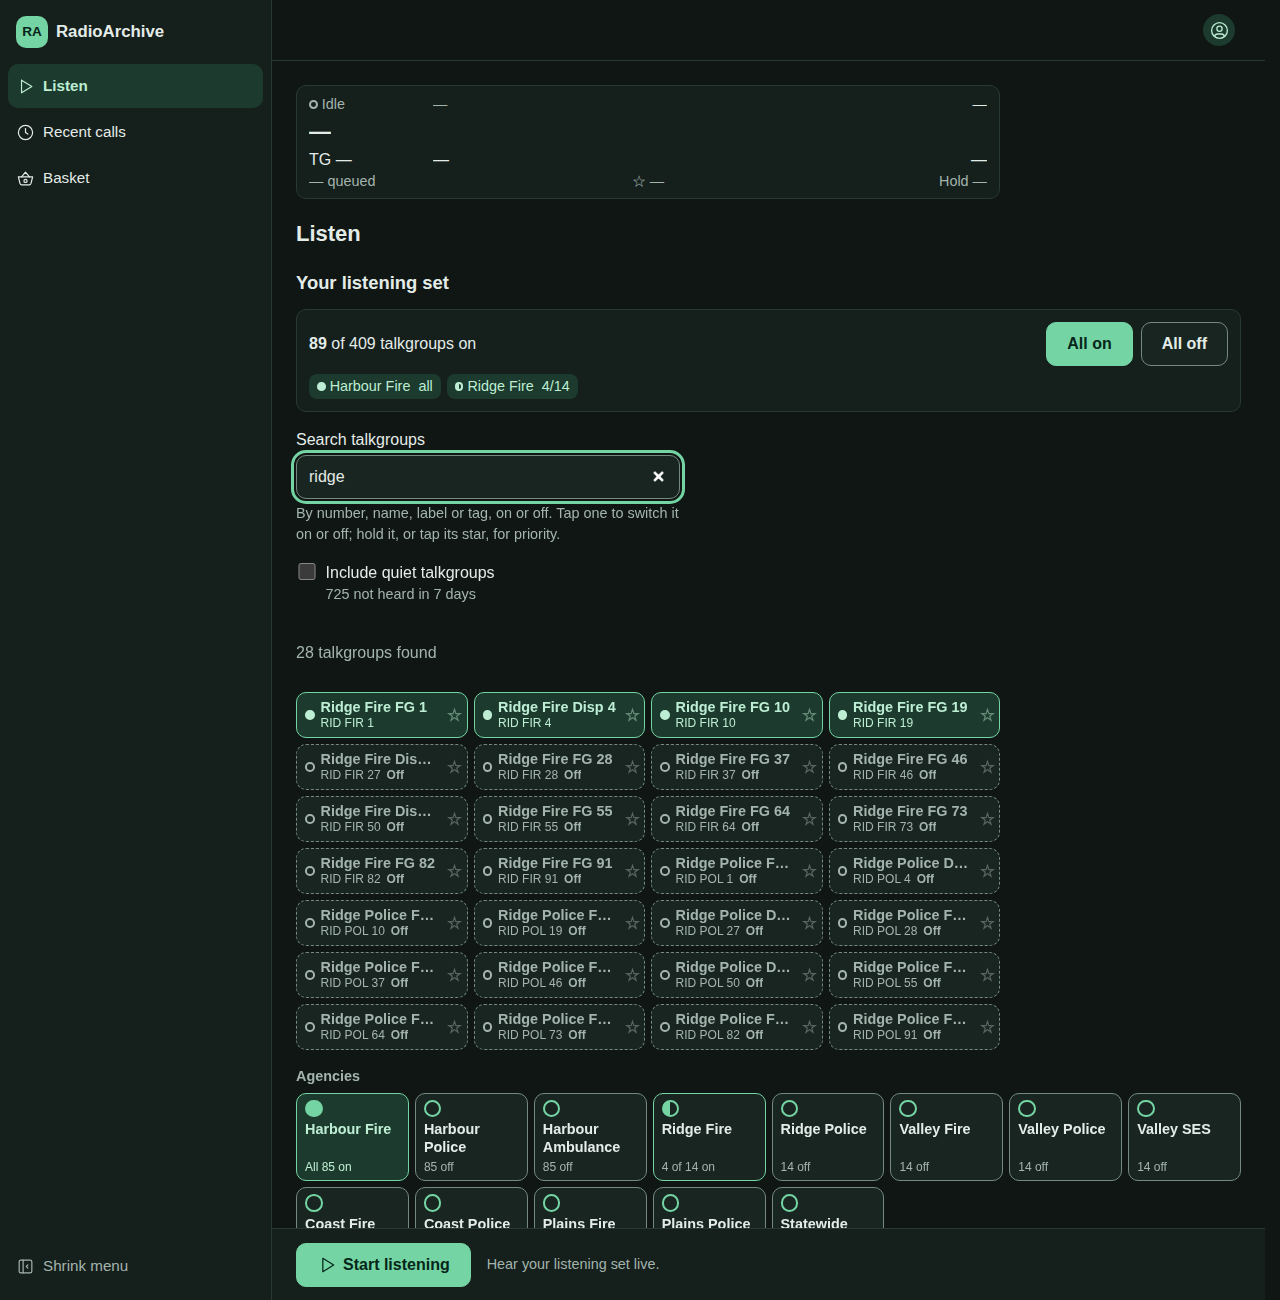 RA RadioArchive
Listen
Recent calls
Basket
Shrink menu
Idle — —
—
TG — — —
— queued ☆ — Hold —
Listen
Your listening set
89 of 409 talkgroups on All on All off
Harbour Fire all Ridge Fire 4/14
Search talkgroups
ridge
By number, name, label or tag, on or off. Tap one to switch it
on or off; hold it, or tap its star, for priority.
Include quiet talkgroups
725 not heard in 7 days
28 talkgroups found
Ridge Fire FG 1 ☆ Ridge Fire Disp 4 ☆ Ridge Fire FG 10 ☆ Ridge Fire FG 19 ☆
RID FIR 1 RID FIR 4 RID FIR 10 RID FIR 19
Ridge Fire Dis… ☆ Ridge Fire FG 28 ☆ Ridge Fire FG 37 ☆ Ridge Fire FG 46 ☆
RID FIR 27 Off RID FIR 28 Off RID FIR 37 Off RID FIR 46 Off
Ridge Fire Dis… ☆ Ridge Fire FG 55 ☆ Ridge Fire FG 64 ☆ Ridge Fire FG 73 ☆
RID FIR 50 Off RID FIR 55 Off RID FIR 64 Off RID FIR 73 Off
Ridge Fire FG 82 ☆ Ridge Fire FG 91 ☆ Ridge Police F… ☆ Ridge Police D… ☆
RID FIR 82 Off RID FIR 91 Off RID POL 1 Off RID POL 4 Off
Ridge Police F… ☆ Ridge Police F… ☆ Ridge Police D… ☆ Ridge Police F… ☆
RID POL 10 Off RID POL 19 Off RID POL 27 Off RID POL 28 Off
Ridge Police F… ☆ Ridge Police F… ☆ Ridge Police D… ☆ Ridge Police F… ☆
RID POL 37 Off RID POL 46 Off RID POL 50 Off RID POL 55 Off
Ridge Police F… ☆ Ridge Police F… ☆ Ridge Police F… ☆ Ridge Police F… ☆
RID POL 64 Off RID POL 73 Off RID POL 82 Off RID POL 91 Off
Agencies
Harbour Fire
All 85 on
Harbour
Police
85 off
Harbour
Ambulance
85 off
Ridge Fire
4 of 14 on
Ridge Police
14 off
Valley Fire
14 off
Valley Police
14 off
Valley SES
14 off
Coast Fire Coast Police Plains Fire Plains Police Statewide
Start listening Hear your listening set live.